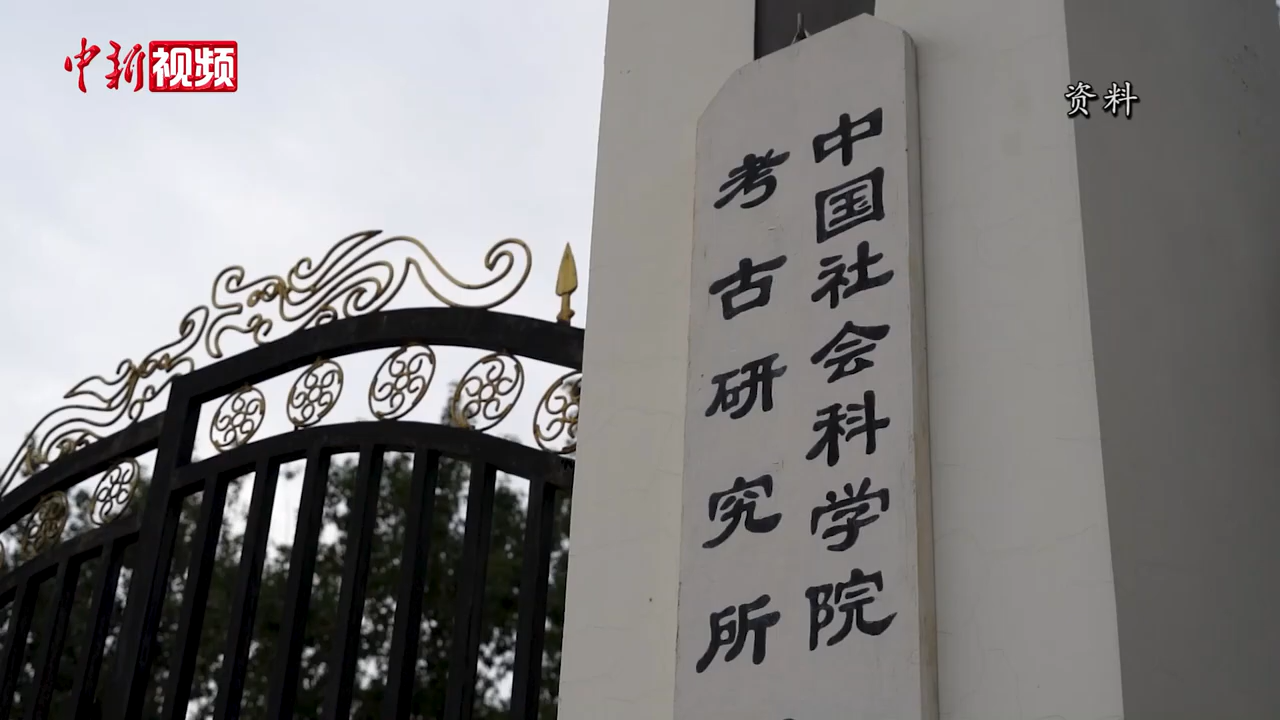 中新视频
资料
中国社会科学院
考古研究所